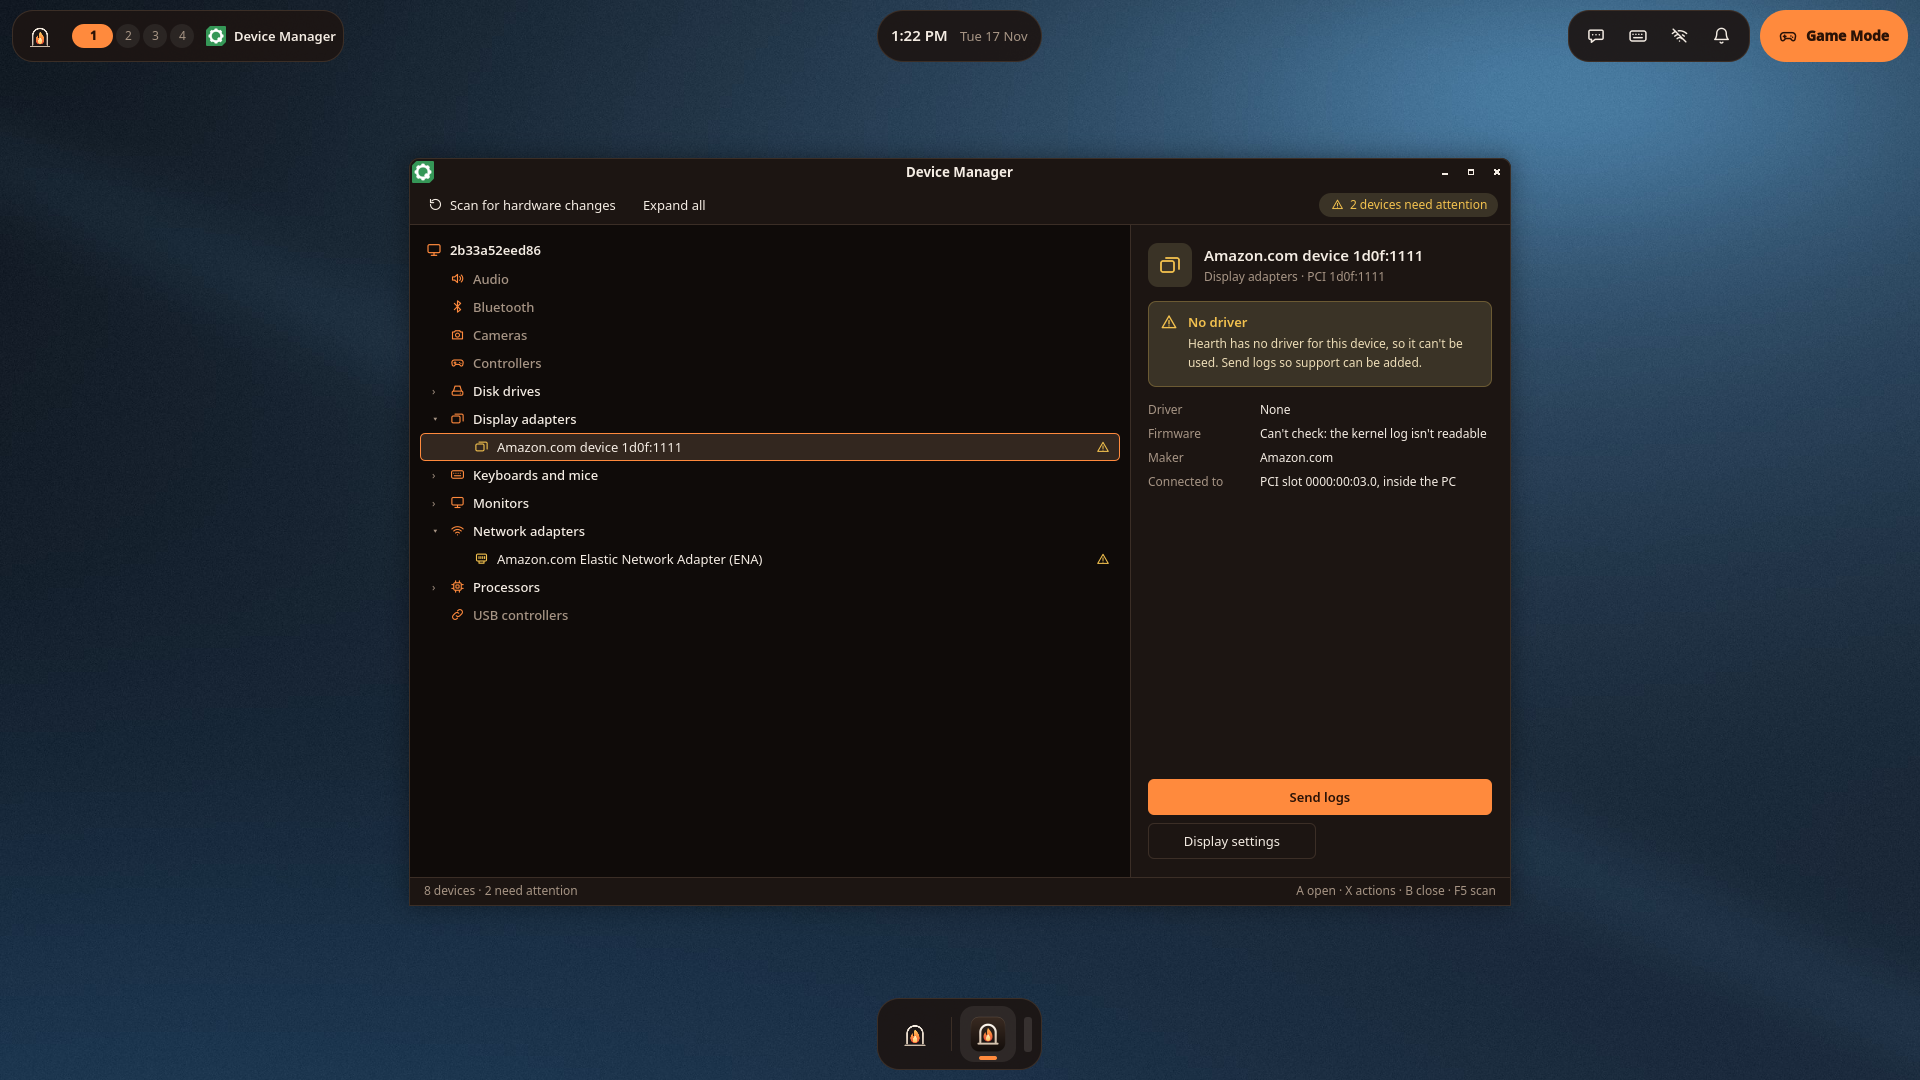 1 2 3 4 Device Manager
1:22 PM Tue 17 Nov
Game Mode
Device Manager
Scan for hardware changes Expand all
2 devices need attention
2b33a52eed86
Audio
Bluetooth
Cameras
Controllers
Disk drives
Display adapters
Amazon.com device 1d0f:1111
Keyboards and mice
Monitors
Network adapters
Amazon.com Elastic Network Adapter (ENA)
Processors
USB controllers
Amazon.com device 1d0f:1111
Display adapters · PCI 1d0f:1111
No driver
Hearth has no driver for this device, so it can't be
used. Send logs so support can be added.
Driver None
Firmware Can't check: the kernel log isn't readable
Maker Amazon.com
Connected to PCI slot 0000:00:03.0, inside the PC
Send logs
Display settings
8 devices · 2 need attention
A open · X actions · B close · F5 scan